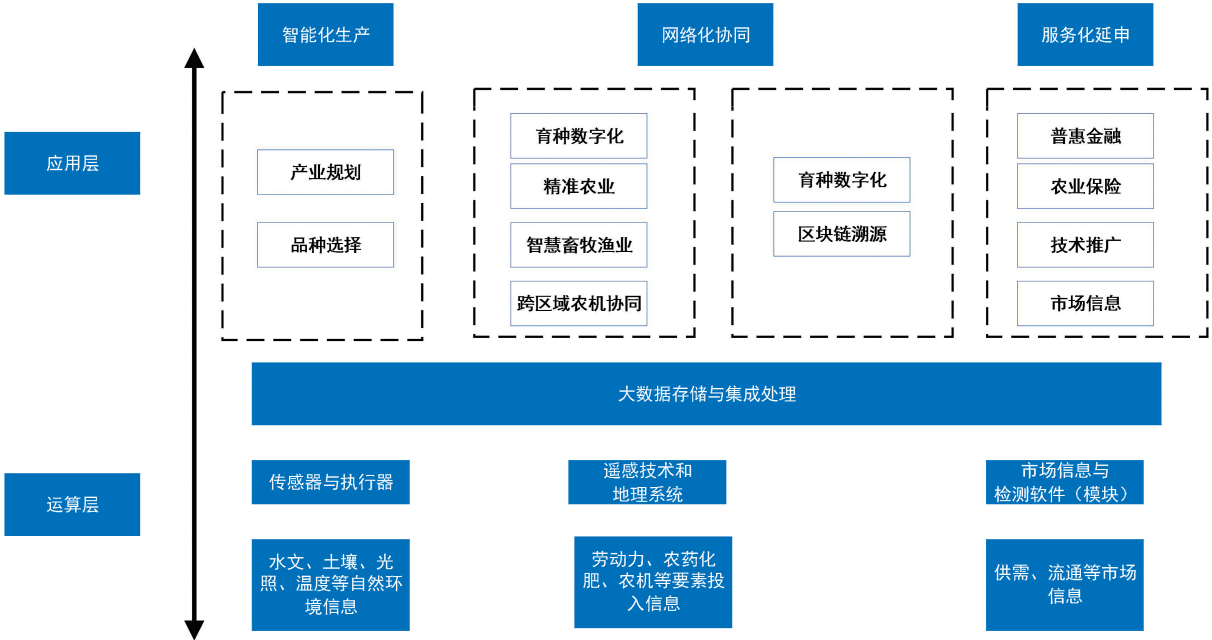 智能化生产
网络化协同
服务化延申
应用层
产业规划
品种选择
育种数字化
精准农业
智慧畜牧渔业
跨区域农机协同
育种数字化
区块链溯源
普惠金融
农业保险
技术推广
市场信息
大数据存储与集成处理
运算层
传感器与执行器
遥感技术和
地理系统
市场信息与
检测软件（模块）
水文、土壤、光
照、温度等自然环
境信息
劳动力、农药化
肥、农机等要素投
入信息
供需、流通等市场
信息